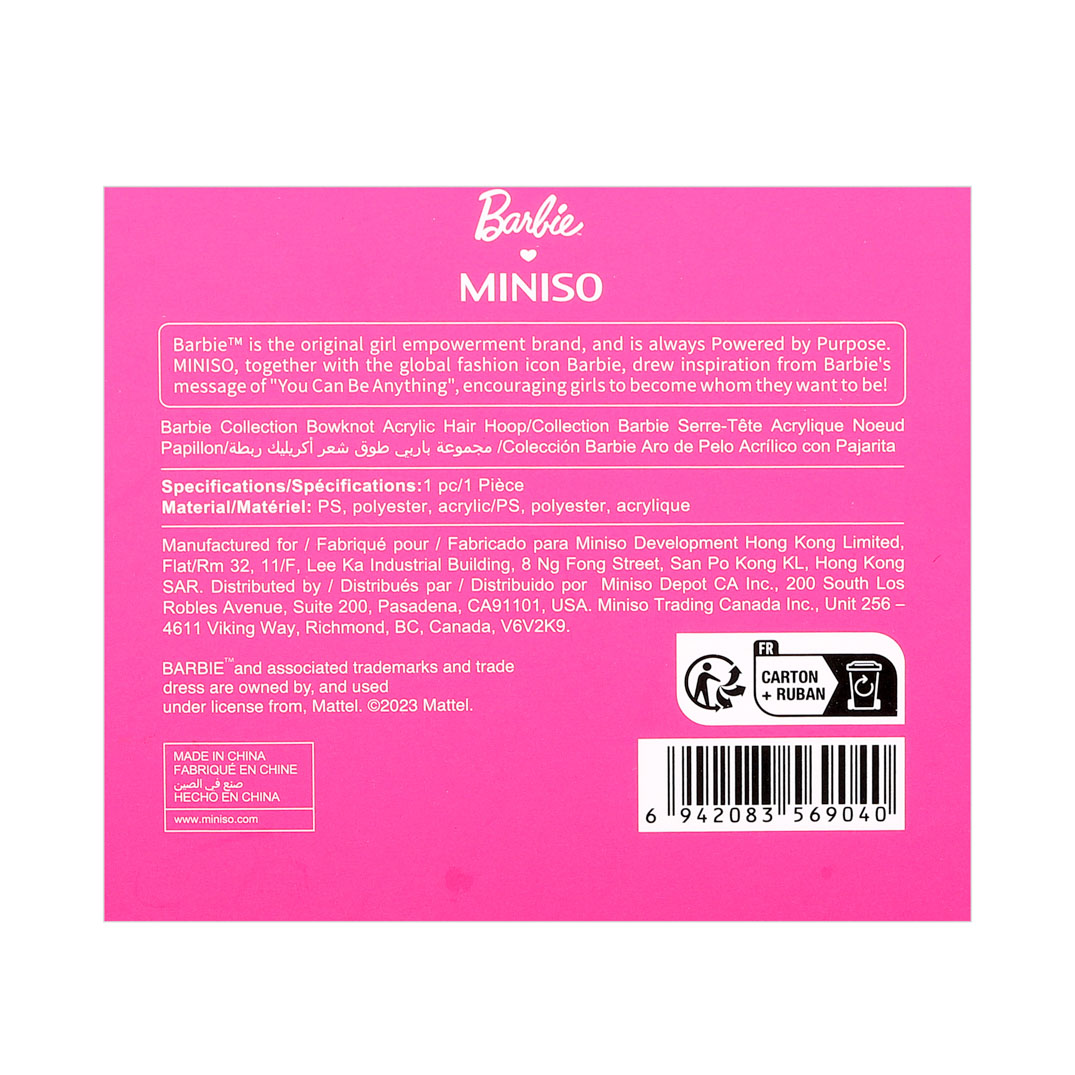 Barbie™
MINISO
Barbie™ is the original girl empowerment brand, and is always Powered by Purpose.
MINISO, together with the global fashion icon Barbie, drew inspiration from Barbie's
message of "You Can Be Anything", encouraging girls to become whom they want to be!
Barbie Collection Bowknot Acrylic Hair Hoop/Collection Barbie Serre-Tête Acrylique Noeud
Papillon/مجموعة باربي طوق شعر أكريليك ربطة/Colección Barbie Aro de Pelo Acrílico con Pajarita
Specifications/Spécifications:1 pc/1 Pièce
Material/Matériel: PS, polyester, acrylic/PS, polyester, acrylique
Manufactured for / Fabriqué pour / Fabricado para Miniso Development Hong Kong Limited,
Flat/Rm 32, 11/F, Lee Ka Industrial Building, 8 Ng Fong Street, San Po Kong KL, Hong Kong
SAR. Distributed by / Distribués par / Distribuido por Miniso Depot CA Inc., 200 South Los
Robles Avenue, Suite 200, Pasadena, CA91101, USA. Miniso Trading Canada Inc., Unit 256 –
4611 Viking Way, Richmond, BC, Canada, V6V2K9.
BARBIE™and associated trademarks and trade
dress are owned by, and used
under license from, Mattel. ©2023 Mattel.
FR
CARTON
+ RUBAN
MADE IN CHINA
FABRIQUÉ EN CHINE
صنع في الصين
HECHO EN CHINA
www.miniso.com
6 942083 569040